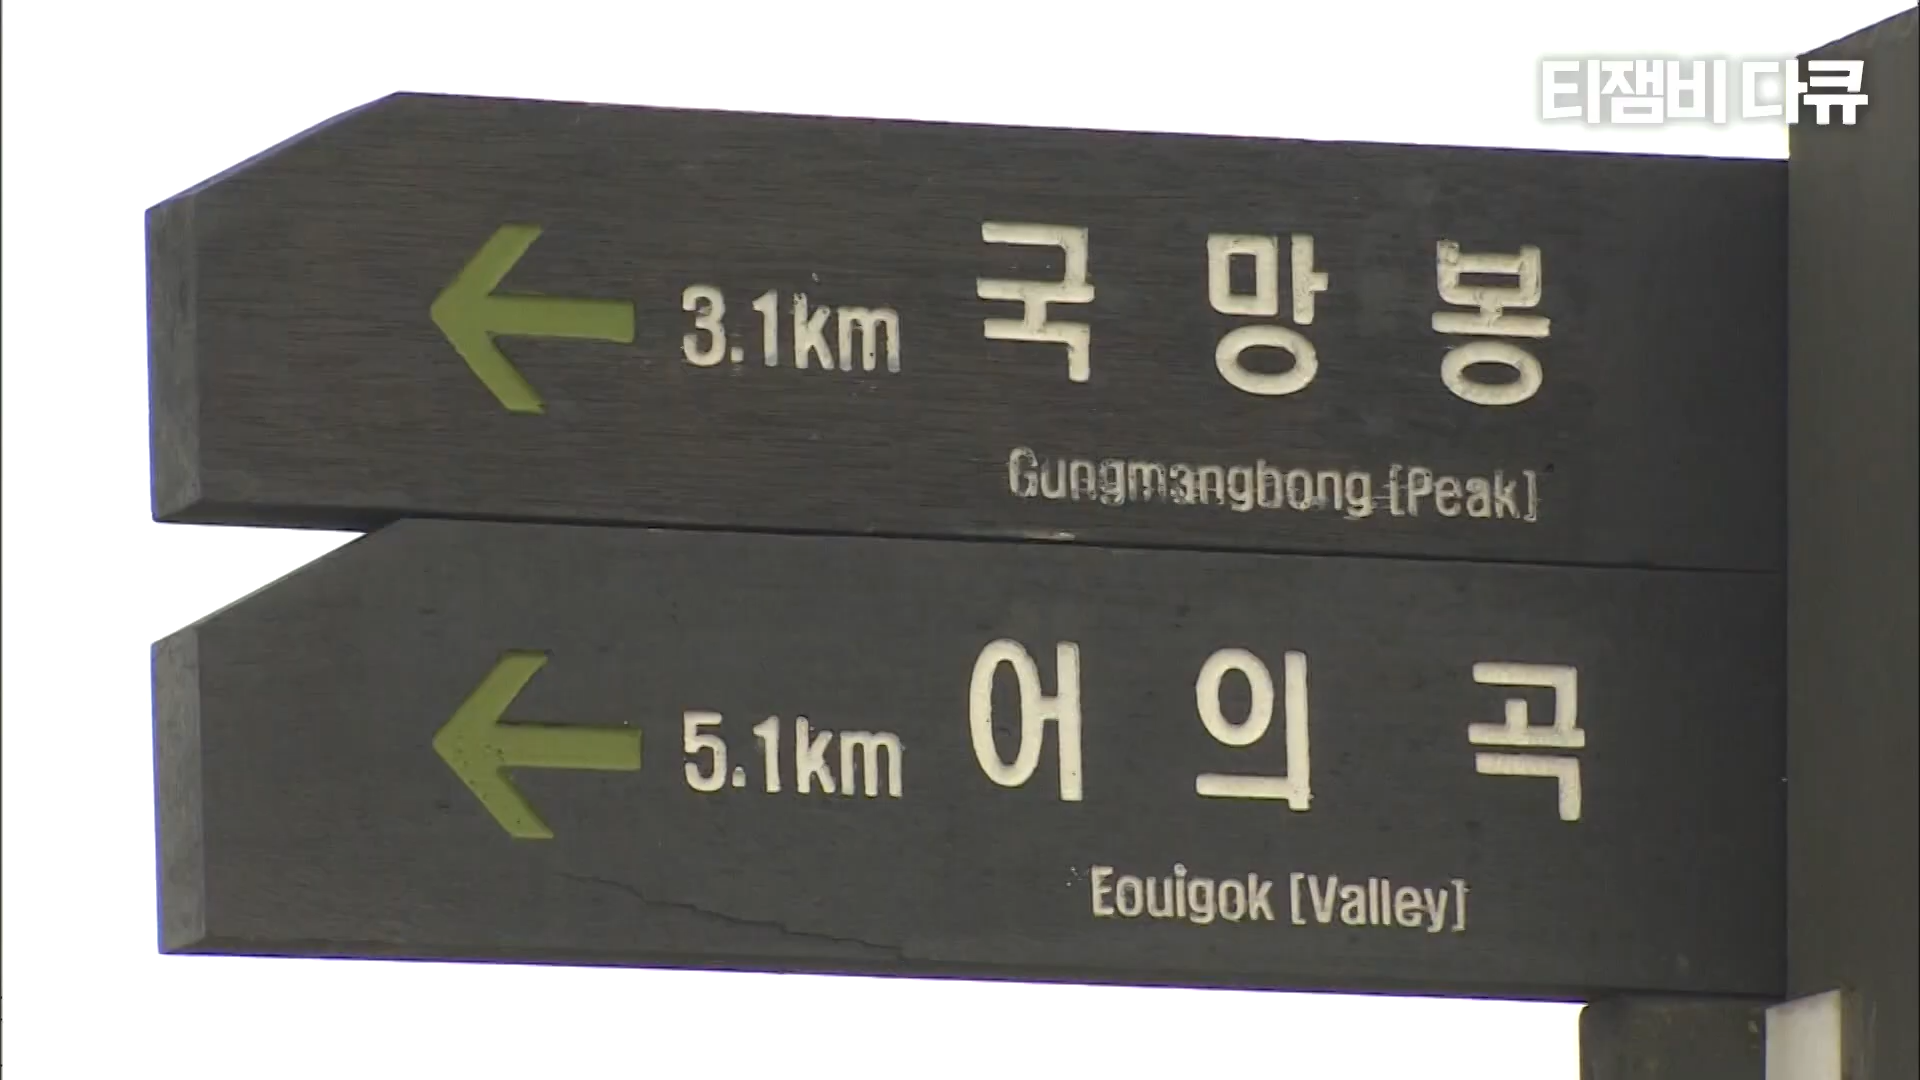 티잼비 다큐
← 3.1km 국망봉
Gungmangbong [Peak]
← 5.1km 어의곡
Eouigok [Valley]